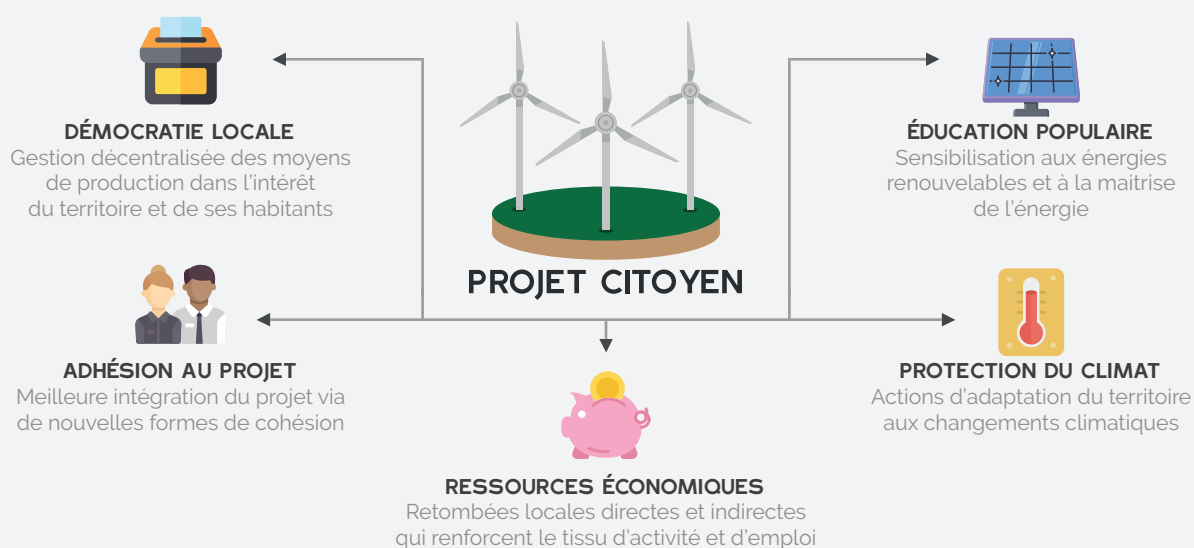 DÉMOCRATIE LOCALE
Gestion décentralisée des moyens
de production dans l'intérêt
du territoire et de ses habitants
ÉDUCATION POPULAIRE
Sensibilisation aux énergies
renouvelables et à la maitrise
de l'énergie
PROJET CITOYEN
ADHÉSION AU PROJET
Meilleure intégration du projet via
de nouvelles formes de cohésion
PROTECTION DU CLIMAT
Actions d'adaptation du territoire
aux changements climatiques
RESSOURCES ÉCONOMIQUES
Retombées locales directes et indirectes
qui renforcent le tissu d'activité et d'emploi